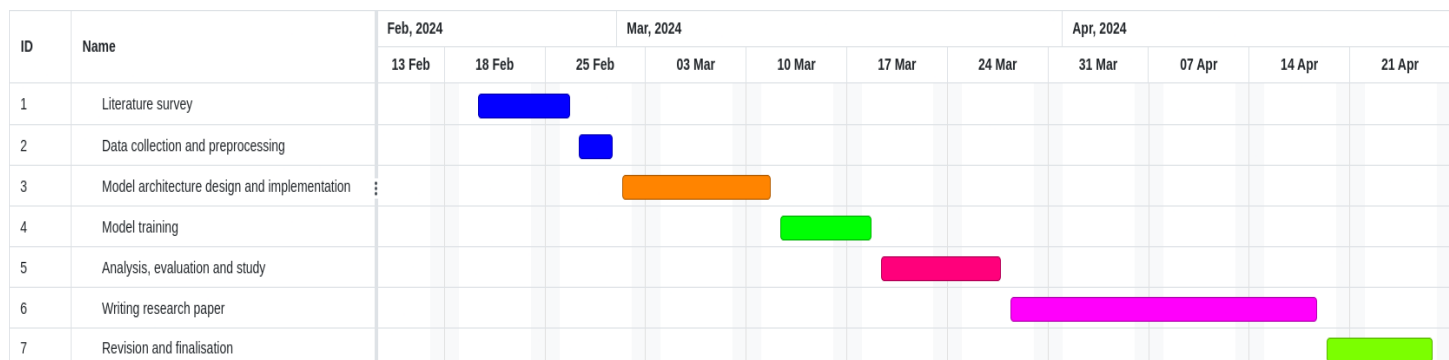 ID Name Feb, 2024 Mar, 2024 Apr, 2024
13 Feb 18 Feb 25 Feb 03 Mar 10 Mar 17 Mar 24 Mar 31 Mar 07 Apr 14 Apr 21 Apr
1 Literature survey
2 Data collection and preprocessing
3 Model architecture design and implementation
4 Model training
5 Analysis, evaluation and study
6 Writing research paper
7 Revision and finalisation